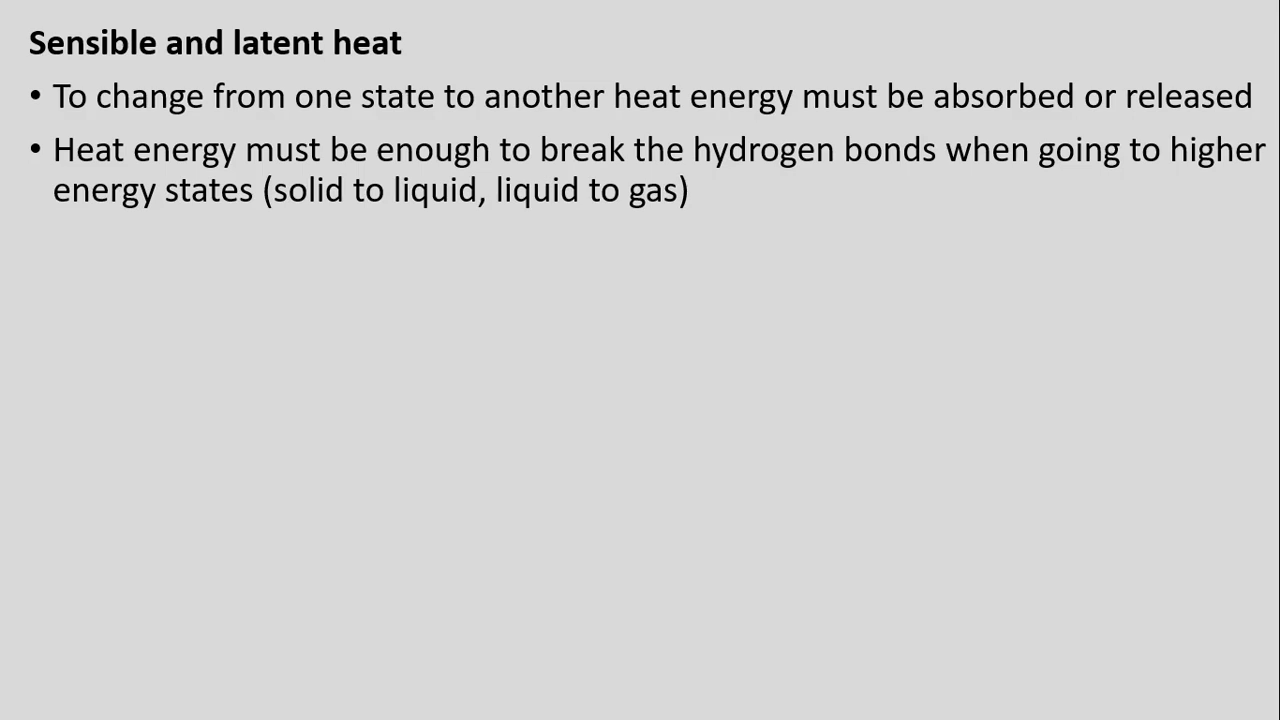 Sensible and latent heat
• To change from one state to another heat energy must be absorbed or released
• Heat energy must be enough to break the hydrogen bonds when going to higher
energy states (solid to liquid, liquid to gas)